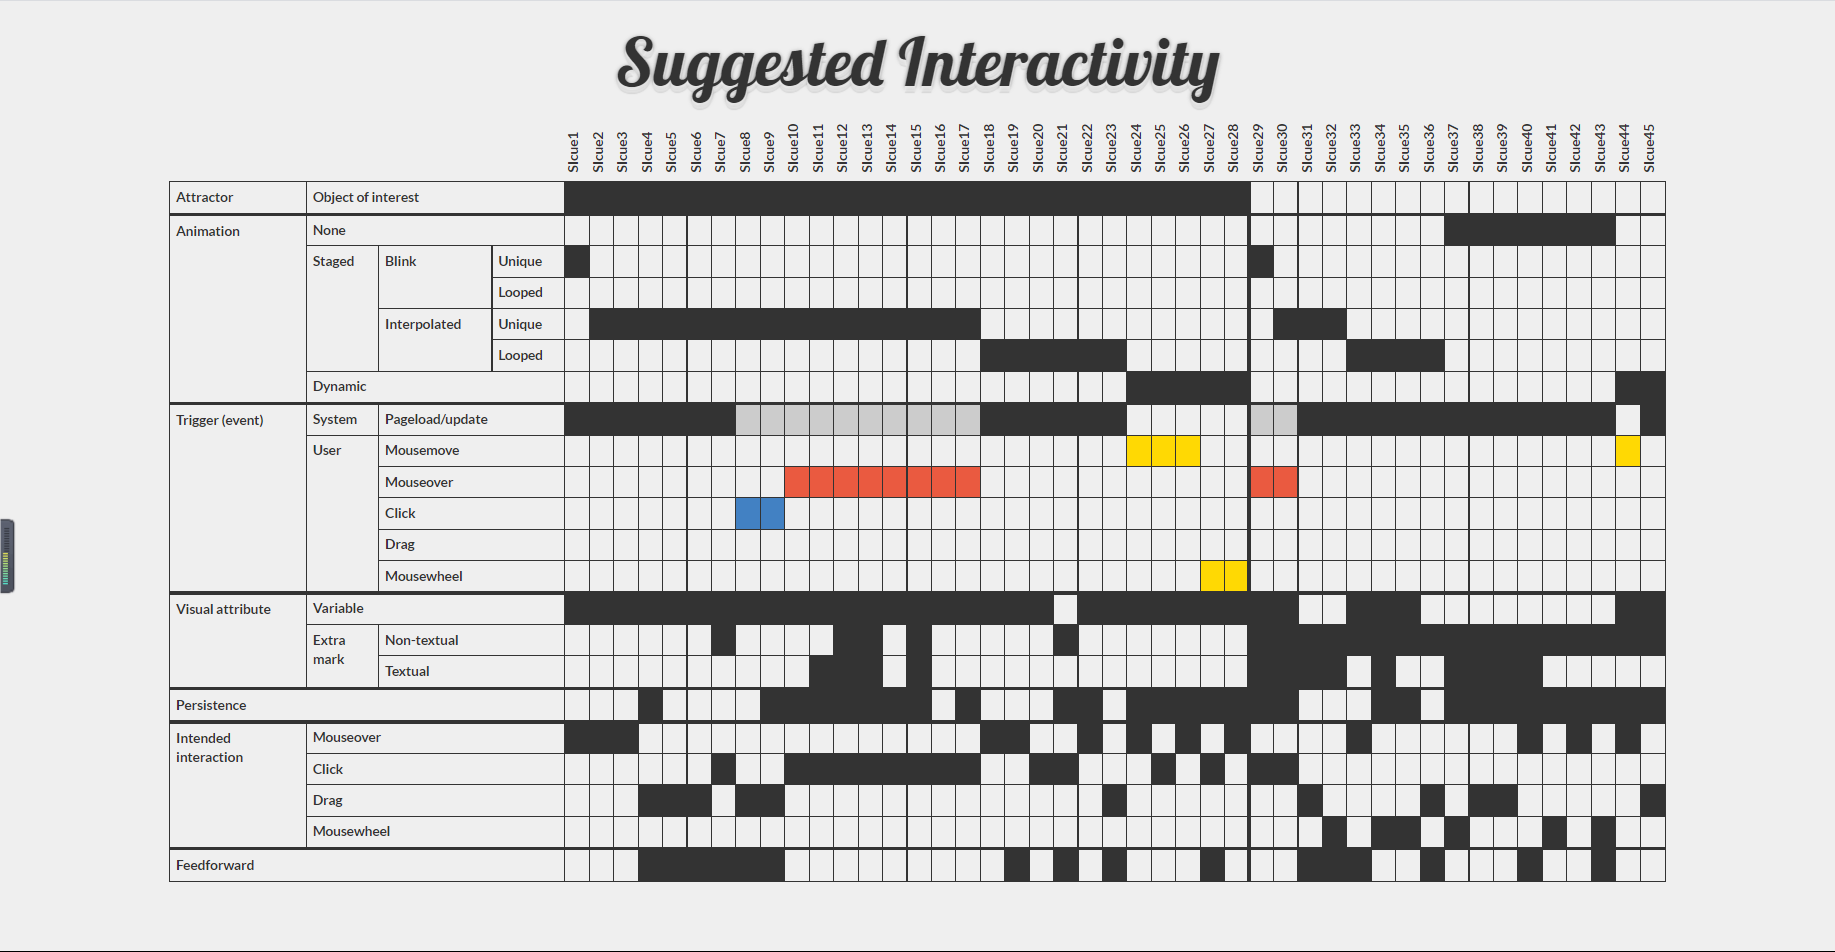 Suggested Interactivity
SIcue1 SIcue2 SIcue3 SIcue4 SIcue5 SIcue6 SIcue7 SIcue8 SIcue9 SIcue10 SIcue11 SIcue12 SIcue13 SIcue14 SIcue15 SIcue16 SIcue17 SIcue18 SIcue19 SIcue20 SIcue21 SIcue22 SIcue23 SIcue24 SIcue25 SIcue26 SIcue27 SIcue28 SIcue29 SIcue30 SIcue31 SIcue32 SIcue33 SIcue34 SIcue35 SIcue36 SIcue37 SIcue38 SIcue39 SIcue40 SIcue41 SIcue42 SIcue43 SIcue44 SIcue45
Attractor Object of interest
Animation None
Staged Blink Unique
Looped
Interpolated Unique
Looped
Dynamic
Trigger (event) System Pageload/update
User Mousemove
Mouseover
Click
Drag
Mousewheel
Visual attribute Variable
Extra Non-textual
mark
Textual
Persistence
Intended Mouseover
interaction
Click
Drag
Mousewheel
Feedforward